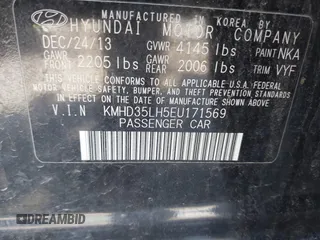 MANUFACTURED IN KOREA BY
HYUNDAI MOTOR COMPANY
DEC/24/13 GVWR 4145 lbs PAINT NKA
GAWR FRONT 2205 lbs GAWR REAR 2006 lbs TRIM VYF
THIS VEHICLE CONFORMS TO ALL APPLICABLE U.S.A. FEDERAL
MOTOR VEHICLE SAFETY, BUMPER, AND THEFT PREVENTION
STANDARDS IN EFFECT ON THE DATE OF MANUFACTURE SHOWN ABOVE.
V.I.N KMHD35LH5EU171569
PASSENGER CAR
DREAMBID